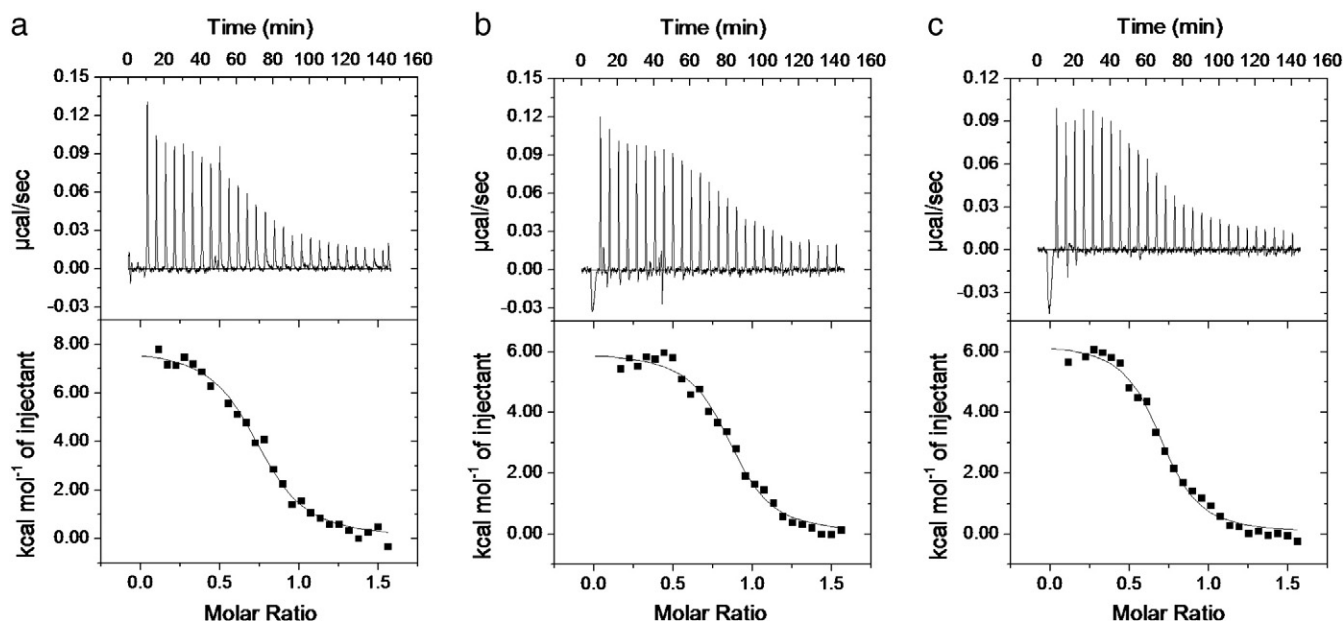 a
Time (min)
0 20 40 60 80 100 120 140 160
0.15
0.12
0.09
0.06
0.03
0.00
-0.03
µcal/sec
8.00
6.00
4.00
2.00
0.00
kcal mol⁻¹ of injectant
0.0 0.5 1.0 1.5
Molar Ratio
b
Time (min)
0 20 40 60 80 100 120 140 160
0.15
0.12
0.09
0.06
0.03
0.00
-0.03
µcal/sec
6.00
4.00
2.00
0.00
kcal mol⁻¹ of injectant
0.0 0.5 1.0 1.5
Molar Ratio
c
Time (min)
0 20 40 60 80 100 120 140 160
0.12
0.09
0.06
0.03
0.00
-0.03
µcal/sec
6.00
4.00
2.00
0.00
kcal mol⁻¹ of injectant
0.0 0.5 1.0 1.5
Molar Ratio